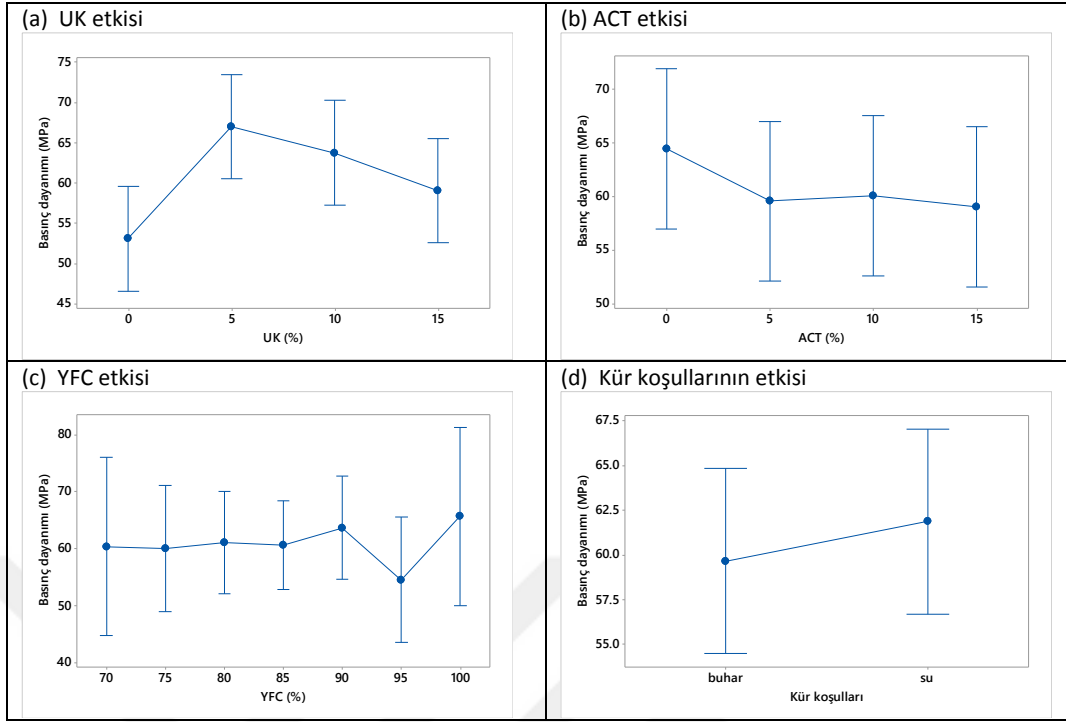 (a) UK etkisi
75
70
65
60
55
50
45
Basınç dayanımı (MPa)
0 5 10 15
UK (%)
(b) ACT etkisi
70
65
60
55
50
Basınç dayanımı (MPa)
0 5 10 15
ACT (%)
(c) YFC etkisi
80
70
60
50
40
Basınç dayanımı (MPa)
70 75 80 85 90 95 100
YFC (%)
(d) Kür koşullarının etkisi
67.5
65.0
62.5
60.0
57.5
55.0
Basınç dayanımı (MPa)
buhar su
Kür koşulları